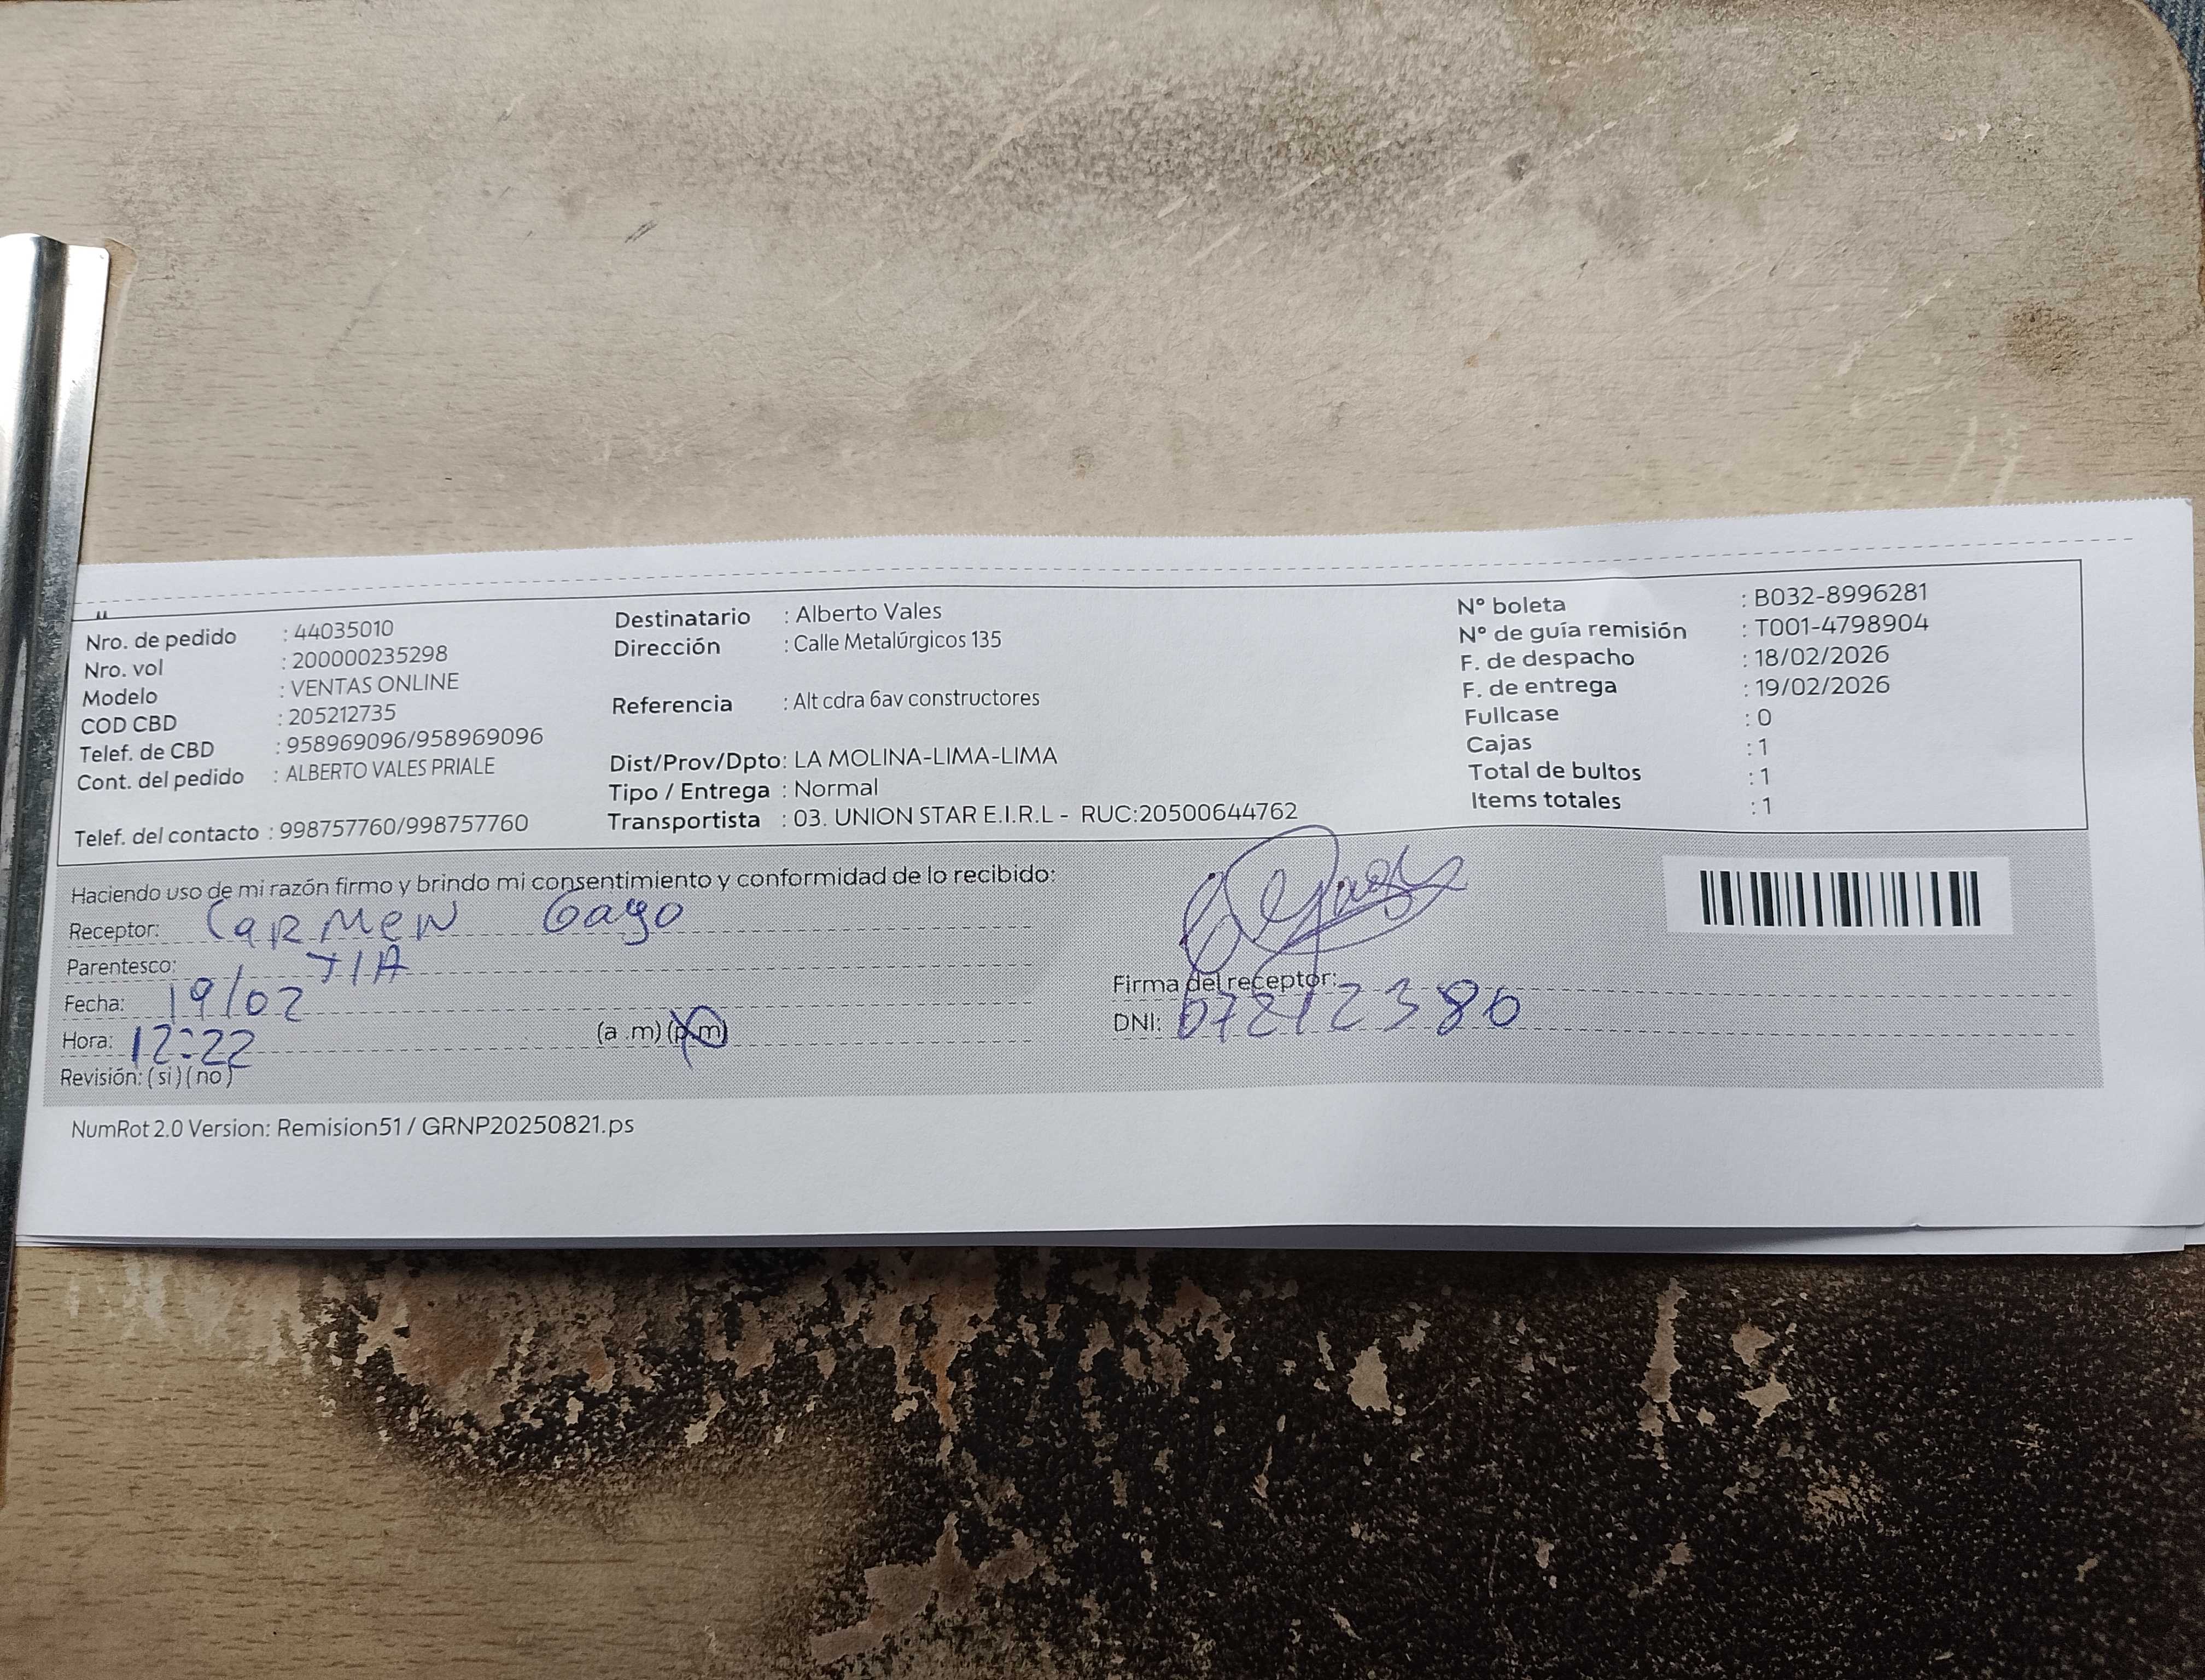 Nro. de pedido : 44035010
Nro. vol : 200000235298
Modelo : VENTAS ONLINE
COD CBD : 205212735
Telef. de CBD : 958969096/958969096
Cont. del pedido : ALBERTO VALES PRIALE
Telef. del contacto : 998757760/998757760
Destinatario : Alberto Vales
Dirección : Calle Metalúrgicos 135
Referencia : Alt cdra 6av constructores
Dist/Prov/Dpto: LA MOLINA-LIMA-LIMA
Tipo / Entrega : Normal
Transportista : 03. UNION STAR E.I.R.L - RUC:20500644762
N° boleta : B032-8996281
N° de guía remisión : T001-4798904
F. de despacho : 18/02/2026
F. de entrega : 19/02/2026
Fullcase : 0
Cajas : 1
Total de bultos : 1
Items totales : 1
Haciendo uso de mi razón firmo y brindo mi consentimiento y conformidad de lo recibido:
Receptor: CARMEN Gago
Parentesco: TIA
Fecha: 19/02
Hora: 12:22 (a .m) (p.m)
Revisión: (si) (no)
Firma del receptor:
DNI: 07212380
NumRot 2.0 Version: Remision51 / GRNP20250821.ps